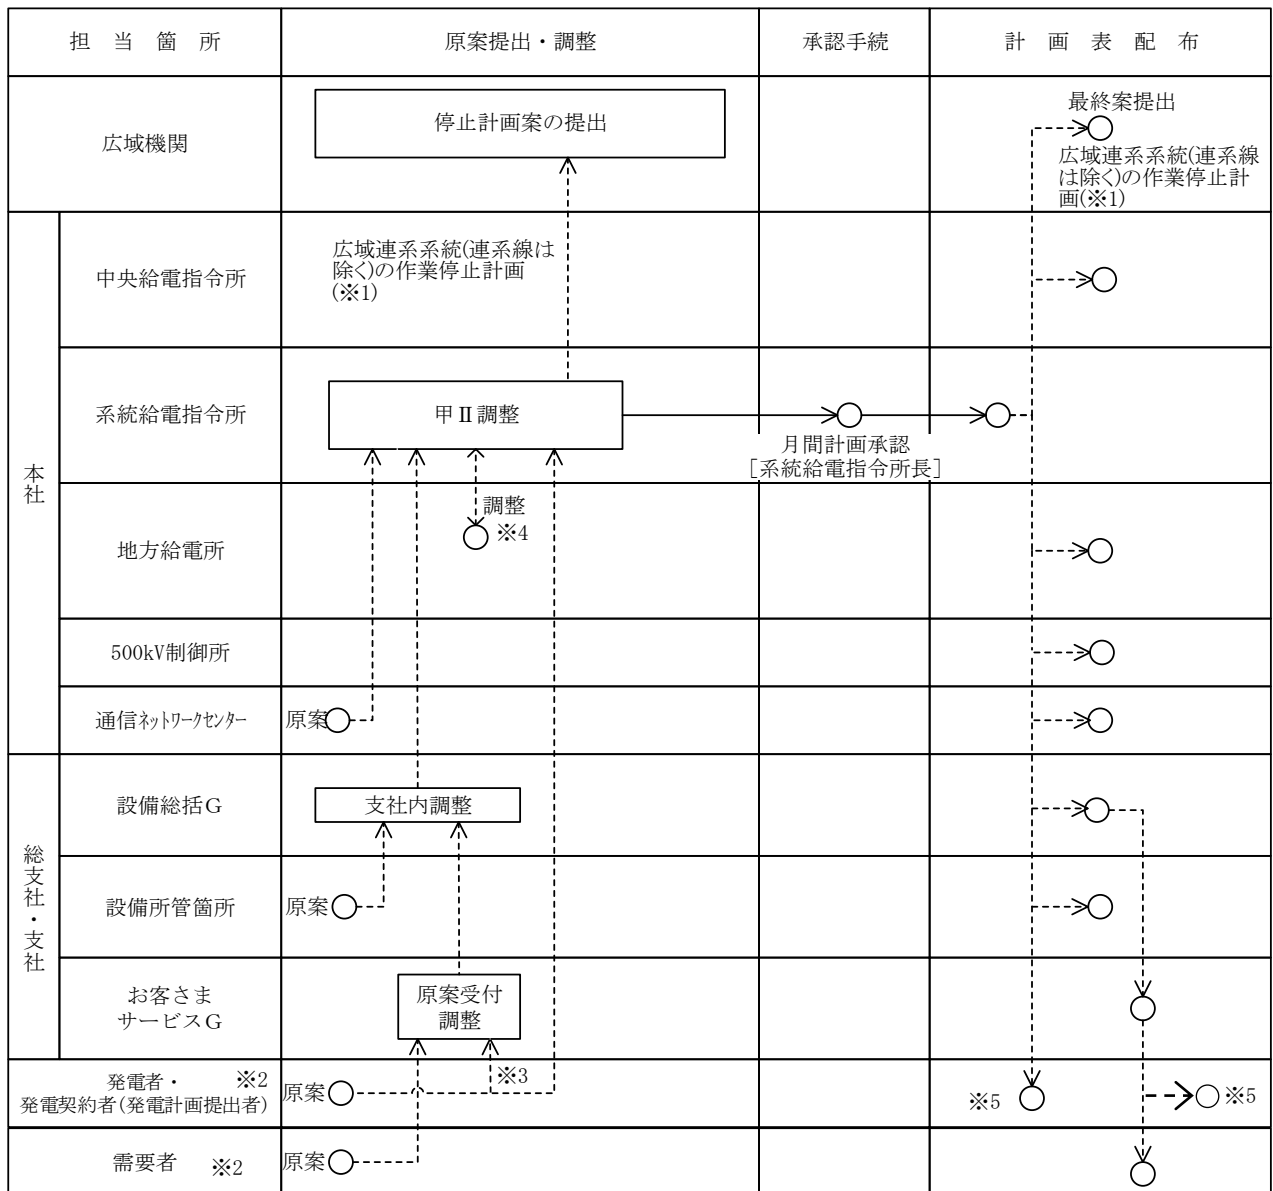 担 当 箇 所
原案提出・調整
承認手続
計 画 表 配 布
広域機関
停止計画案の提出
最終案提出
広域連系系統(連系線
は除く)の作業停止計
画(※1)
本社
中央給電指令所
広域連系系統(連系線は
除く)の作業停止計画
(※1)
系統給電指令所
甲Ⅱ調整
月間計画承認
[系統給電指令所長]
地方給電所
調整
※4
500kV制御所
通信ネットワークセンター
原案
総支社・支社
設備総括G
支社内調整
設備所管箇所
原案
お客さま
サービスG
原案受付
調整
発電者・ ※2
発電契約者(発電計画提出者)
原案
※3
※5
※5
需要者 ※2
原案